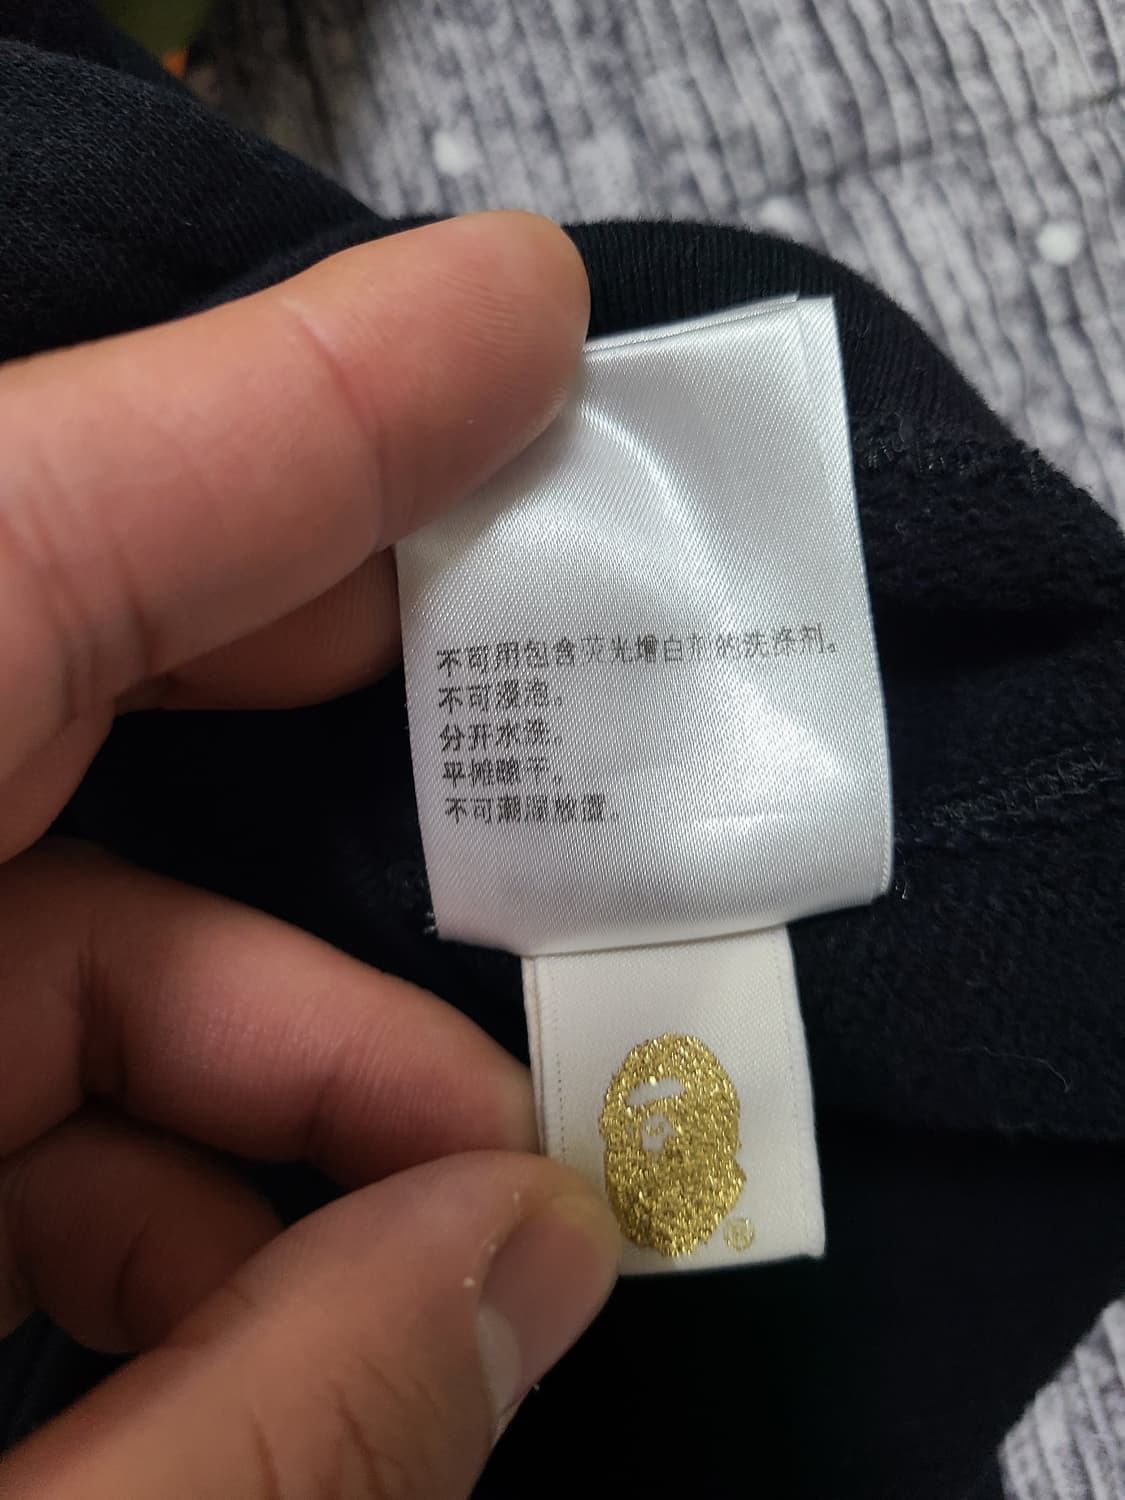 不可用包含荧光增白剂的洗涤剂。
不可浸泡。
分开水洗。
平摊晾干。
不可潮湿放置。
®